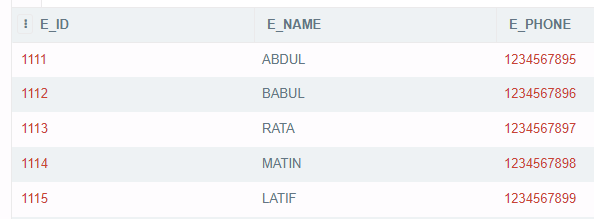 E_ID E_NAME E_PHONE
1111 ABDUL 1234567895
1112 BABUL 1234567896
1113 RATA 1234567897
1114 MATIN 1234567898
1115 LATIF 1234567899